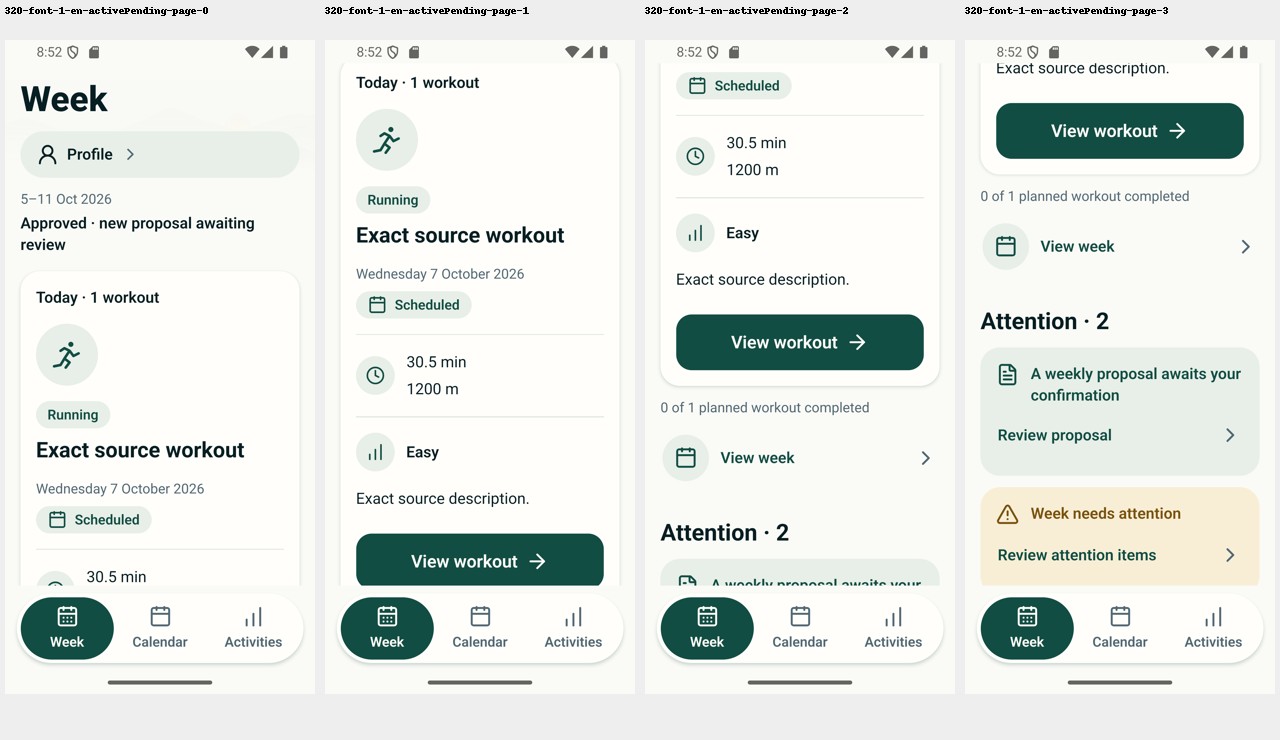 320-font-1-en-activePending-page-0
8:52
Week
Profile
5–11 Oct 2026
Approved · new proposal awaiting
review
Today · 1 workout
Running
Exact source workout
Wednesday 7 October 2026
Scheduled
30.5 min
Week
Calendar
Activities
320-font-1-en-activePending-page-1
8:52
Today · 1 workout
Running
Exact source workout
Wednesday 7 October 2026
Scheduled
30.5 min
1200 m
Easy
Exact source description.
View workout
Week
Calendar
Activities
320-font-1-en-activePending-page-2
8:52
Scheduled
30.5 min
1200 m
Easy
Exact source description.
View workout
0 of 1 planned workout completed
View week
Attention · 2
A weekly proposal awaits your
Week
Calendar
Activities
320-font-1-en-activePending-page-3
8:52
Exact source description.
View workout
0 of 1 planned workout completed
View week
Attention · 2
A weekly proposal awaits your
confirmation
Review proposal
Week needs attention
Review attention items
Week
Calendar
Activities